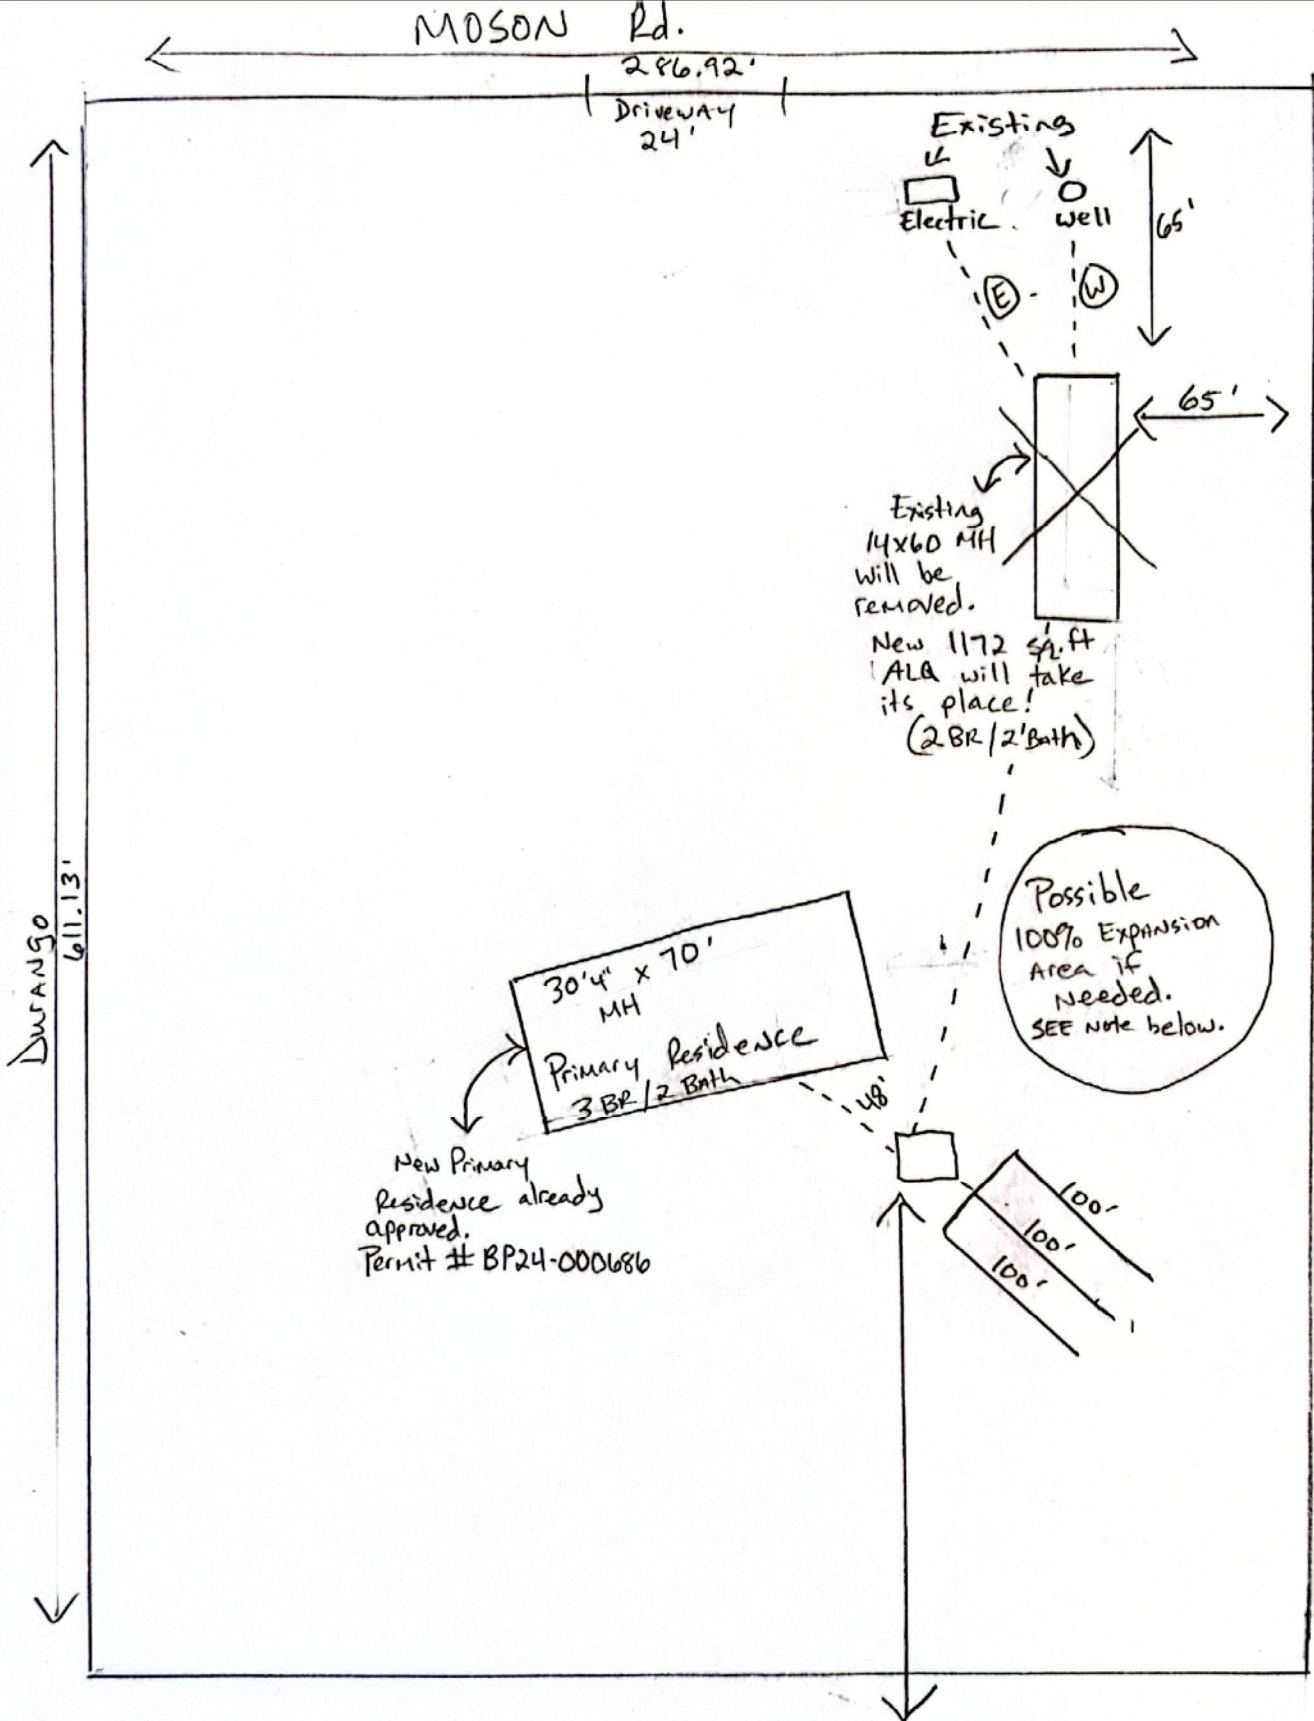 MOSON Rd.
286.92'
Driveway
24'
Existing
Electric
well
65'
E
W
65'
Existing
14x60 MH
will be
removed.
New 1172 sq.ft
ALQ will take
its place!
(2BR/2'Bath)
Durango
611.13'
Possible
100% Expansion
Area if
Needed.
SEE Note below.
30'4" x 70'
MH
Primary Residence
3 BR/2 Bath
48'
New Primary
Residence already
approved.
Permit # BP24-000686
100'
100'
100'